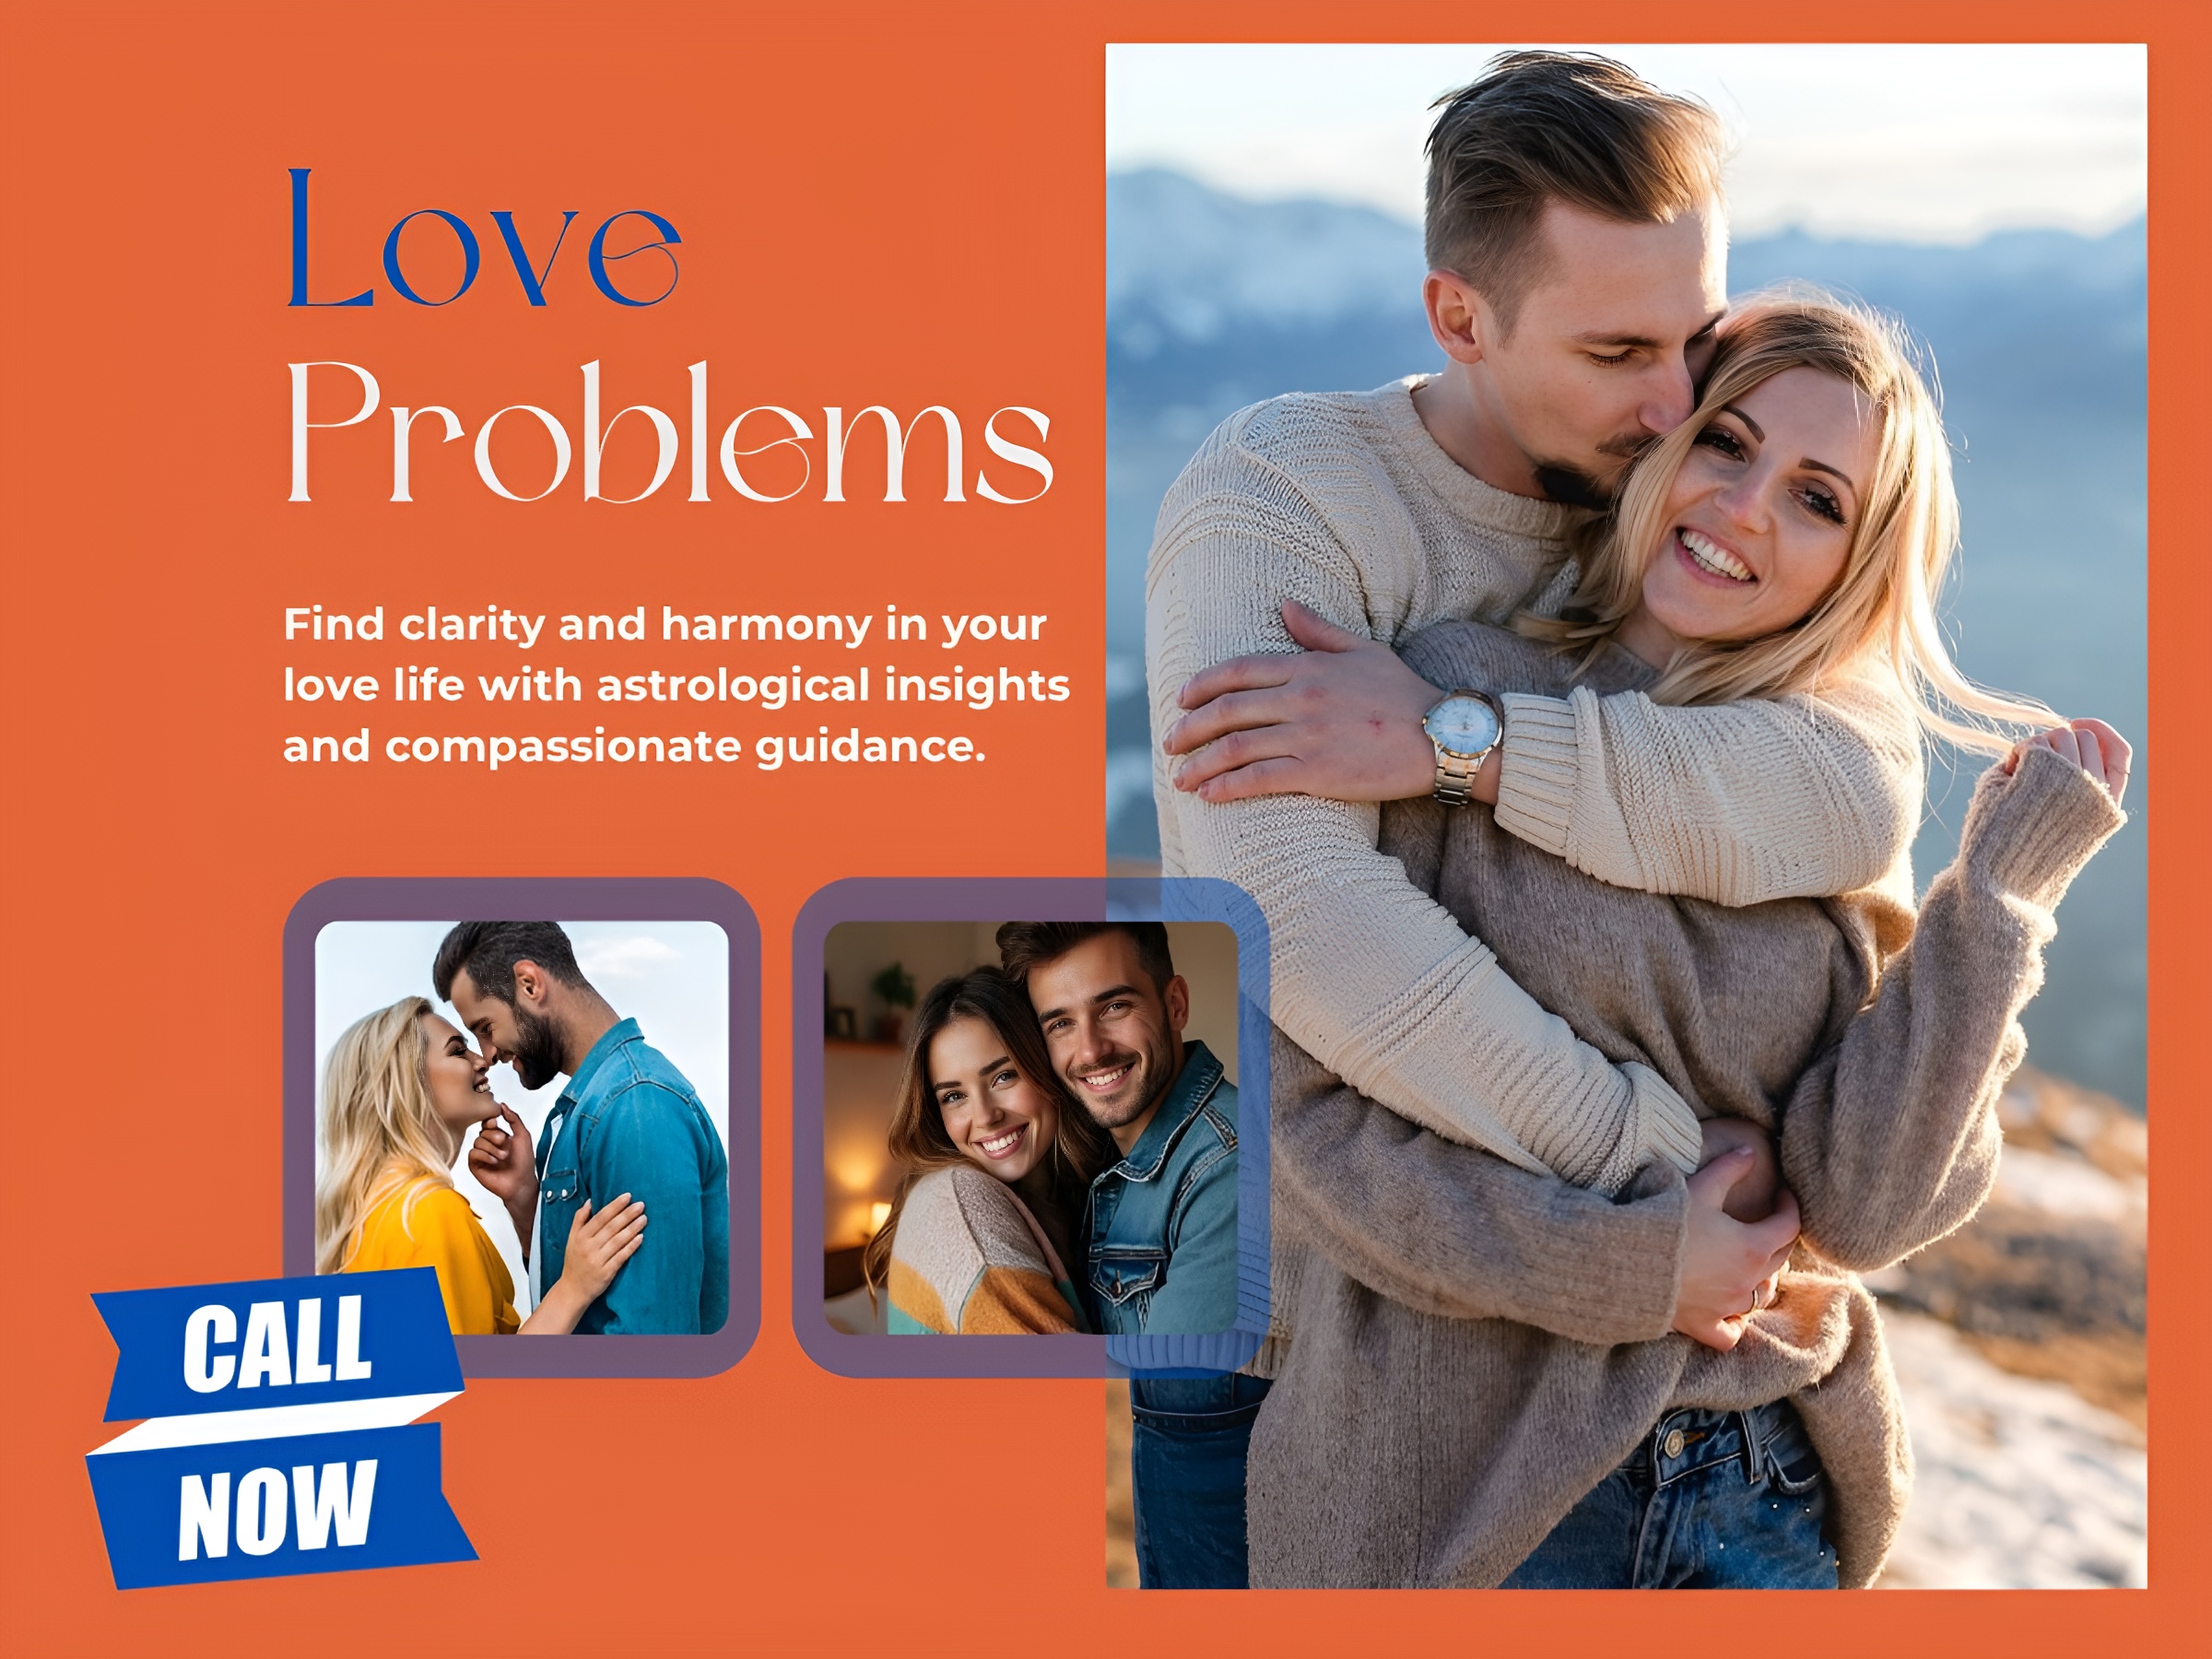 Love
Problems
Find clarity and harmony in your
love life with astrological insights
and compassionate guidance.
CALL
NOW